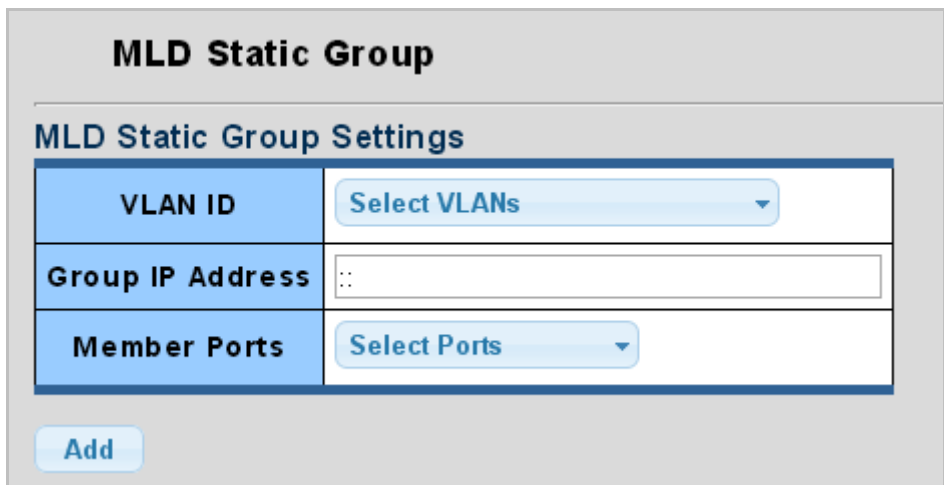 MLD Static Group
MLD Static Group Settings
VLAN ID Select VLANs
Group IP Address ::
Member Ports Select Ports
Add